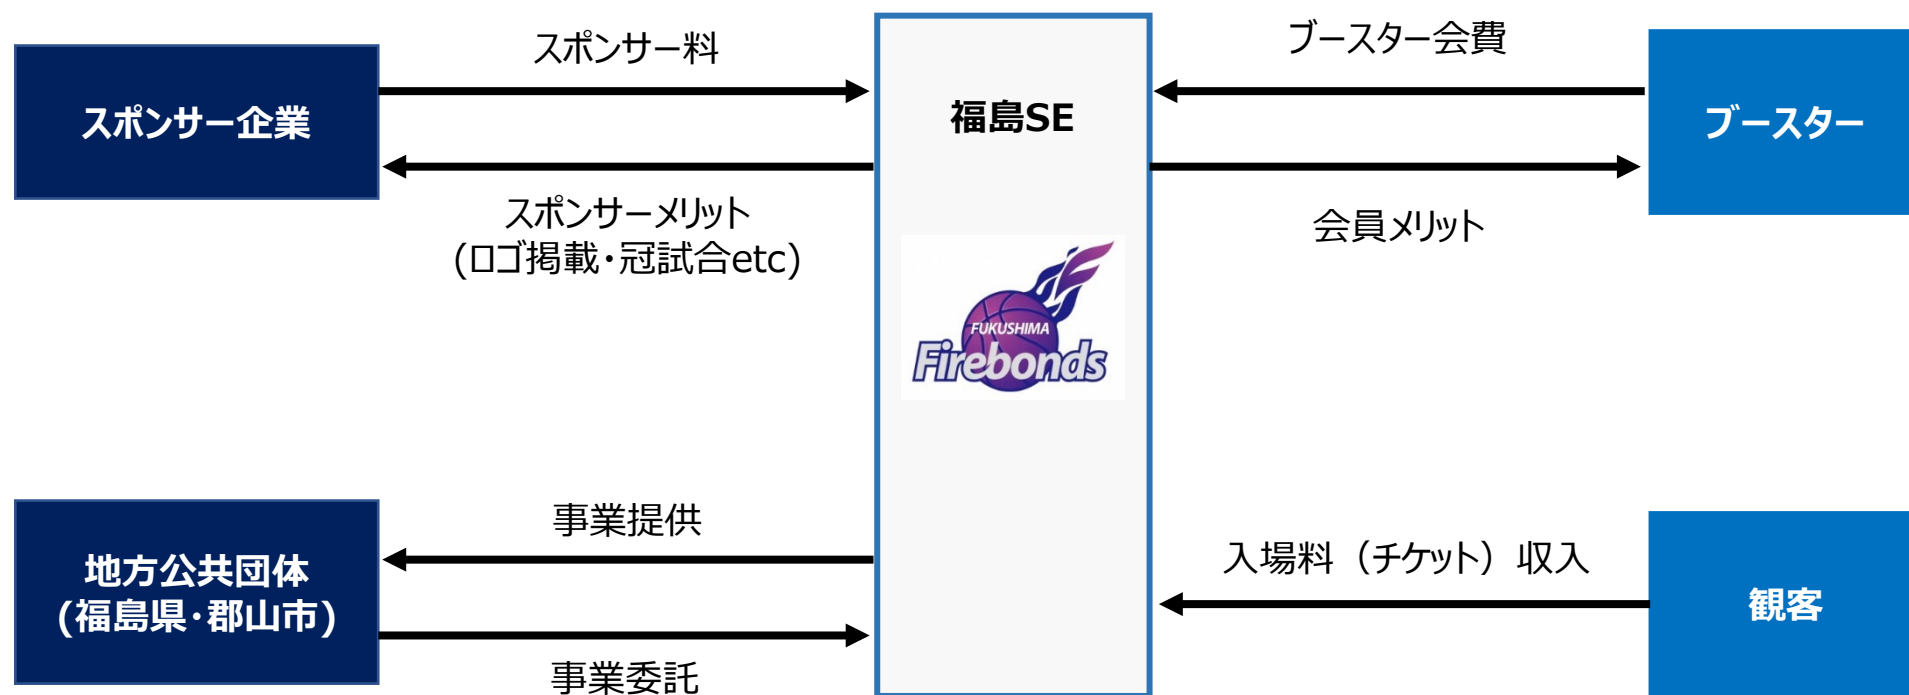 スポンサー料
スポンサー企業
スポンサーメリット
(ロゴ掲載・冠試合etc)
福島SE
FUKUSHIMA
Firebonds
ブースター会費
ブースター
会員メリット
事業提供
地方公共団体
(福島県・郡山市)
事業委託
入場料（チケット）収入
観客